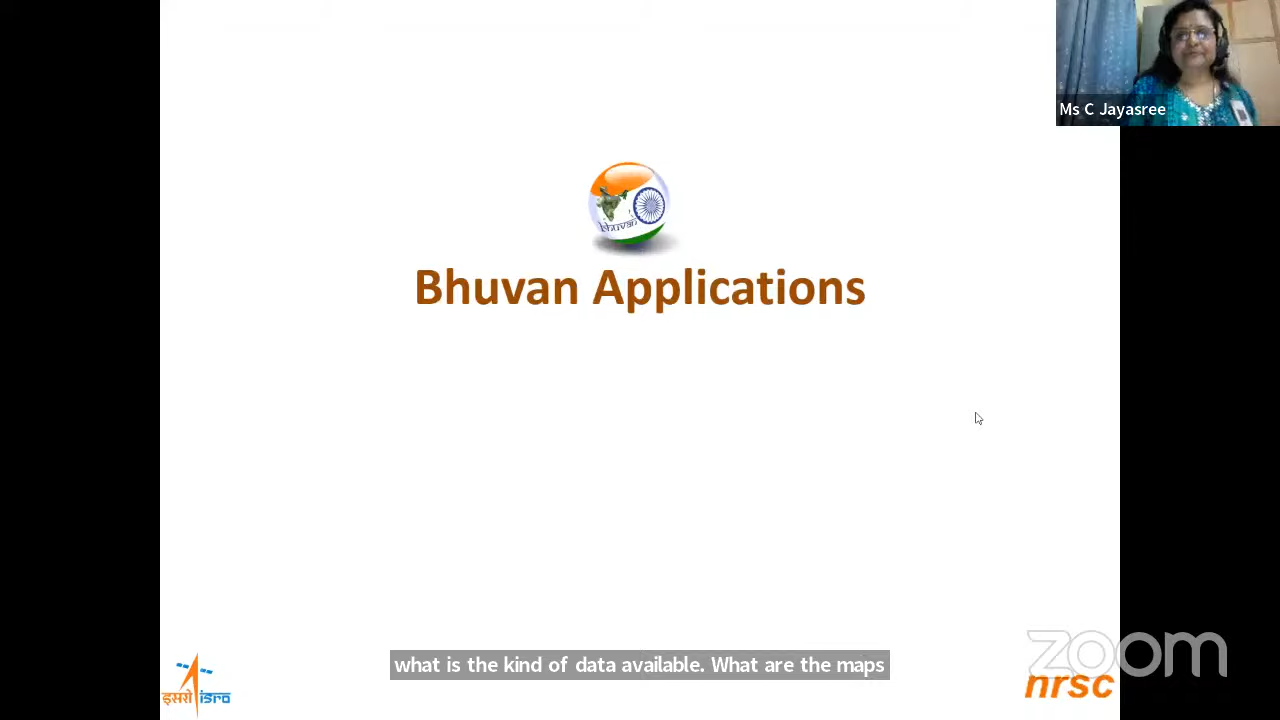 Ms C Jayasree
bhuvan
Bhuvan Applications
what is the kind of data available. What are the maps
zoom
nrsc
इसरो isro